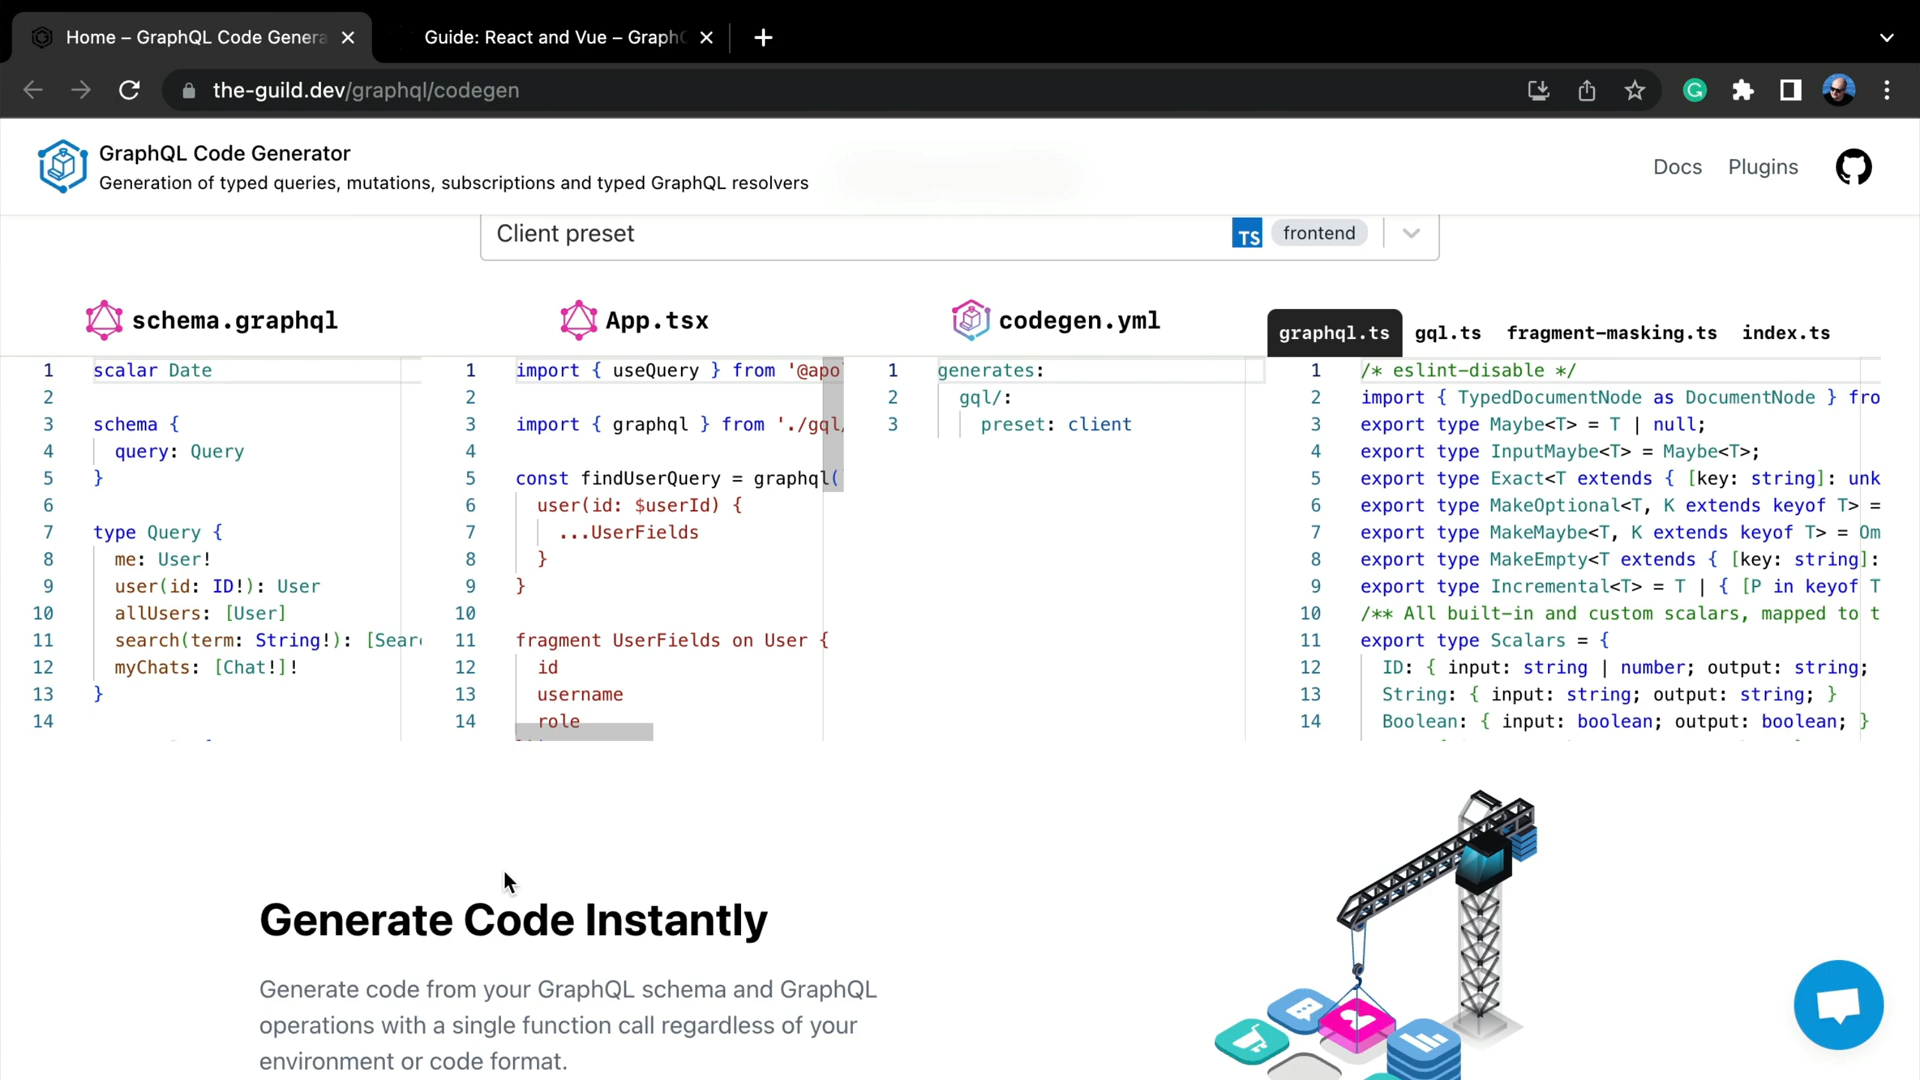 Home – GraphQL Code Genera
Guide: React and Vue – Graph
the-guild.dev/graphql/codegen
GraphQL Code Generator
Generation of typed queries, mutations, subscriptions and typed GraphQL resolvers
Docs
Plugins
Client preset
TS
frontend
schema.graphql
1 scalar Date
2
3 schema {
4 query: Query
5 }
6
7 type Query {
8 me: User!
9 user(id: ID!): User
10 allUsers: [User]
11 search(term: String!): [Sear
12 myChats: [Chat!]!
13 }
14
App.tsx
1 import { useQuery } from '@apo
2
3 import { graphql } from './gql/
4
5 const findUserQuery = graphql(
6 user(id: $userId) {
7 ...UserFields
8 }
9 }
10
11 fragment UserFields on User {
12 id
13 username
14 role
codegen.yml
1 generates:
2 gql/:
3 preset: client
graphql.ts
gql.ts
fragment-masking.ts
index.ts
1 /* eslint-disable */
2 import { TypedDocumentNode as DocumentNode } fro
3 export type Maybe<T> = T | null;
4 export type InputMaybe<T> = Maybe<T>;
5 export type Exact<T extends { [key: string]: unk
6 export type MakeOptional<T, K extends keyof T> =
7 export type MakeMaybe<T, K extends keyof T> = Om
8 export type MakeEmpty<T extends { [key: string]:
9 export type Incremental<T> = T | { [P in keyof T
10 /** All built-in and custom scalars, mapped to t
11 export type Scalars = {
12 ID: { input: string | number; output: string;
13 String: { input: string; output: string; }
14 Boolean: { input: boolean; output: boolean; }
Generate Code Instantly
Generate code from your GraphQL schema and GraphQL
operations with a single function call regardless of your
environment or code format.